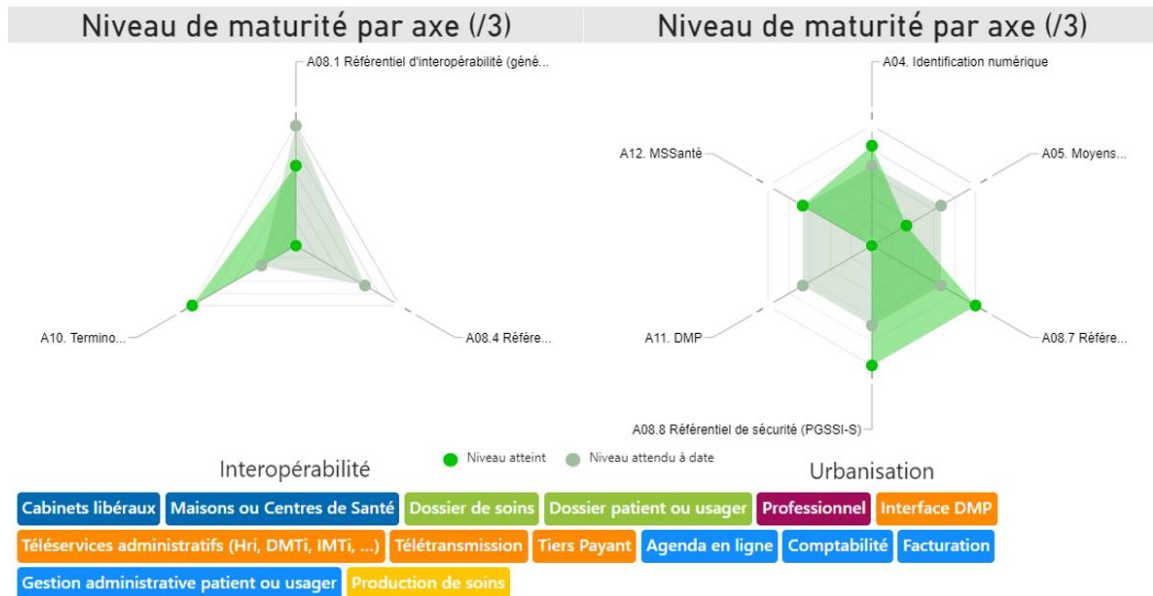 Niveau de maturité par axe (/3)
Niveau de maturité par axe (/3)
A08.1 Référentiel d'interopérabilité (géné...
A10. Termino...
A08.4 Référe...
A04. Identification numérique
A12. MSSanté
A05. Moyens...
A11. DMP
A08.7 Référe...
A08.8 Référentiel de sécurité (PGSSI-S)
Niveau atteint
Niveau attendu à date
Interopérabilité
Urbanisation
Cabinets libéraux Maisons ou Centres de Santé Dossier de soins Dossier patient ou usager Professionnel Interface DMP
Téléservices administratifs (Hri, DMTi, IMTi, ...) Télétransmission Tiers Payant Agenda en ligne Comptabilité Facturation
Gestion administrative patient ou usager Production de soins